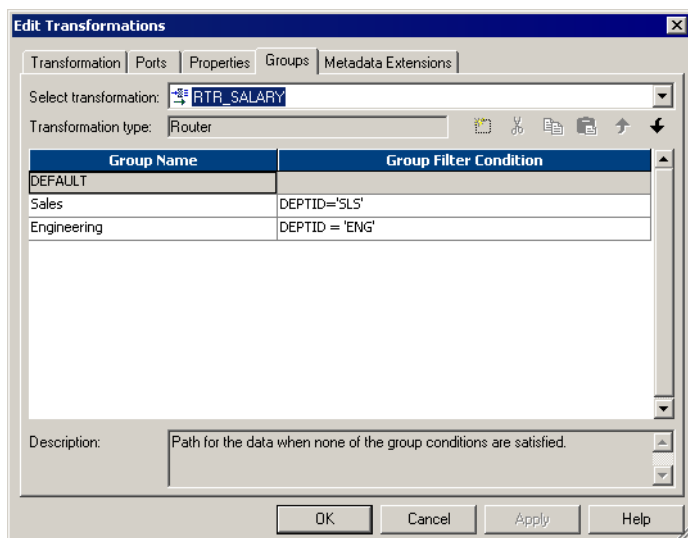 Edit Transformations
Transformation Ports Properties Groups Metadata Extensions
Select transformation: RTR_SALARY
Transformation type: Router
Group Name Group Filter Condition
DEFAULT
Sales DEPTID='SLS'
Engineering DEPTID = 'ENG'
Description: Path for the data when none of the group conditions are satisfied.
OK Cancel Apply Help